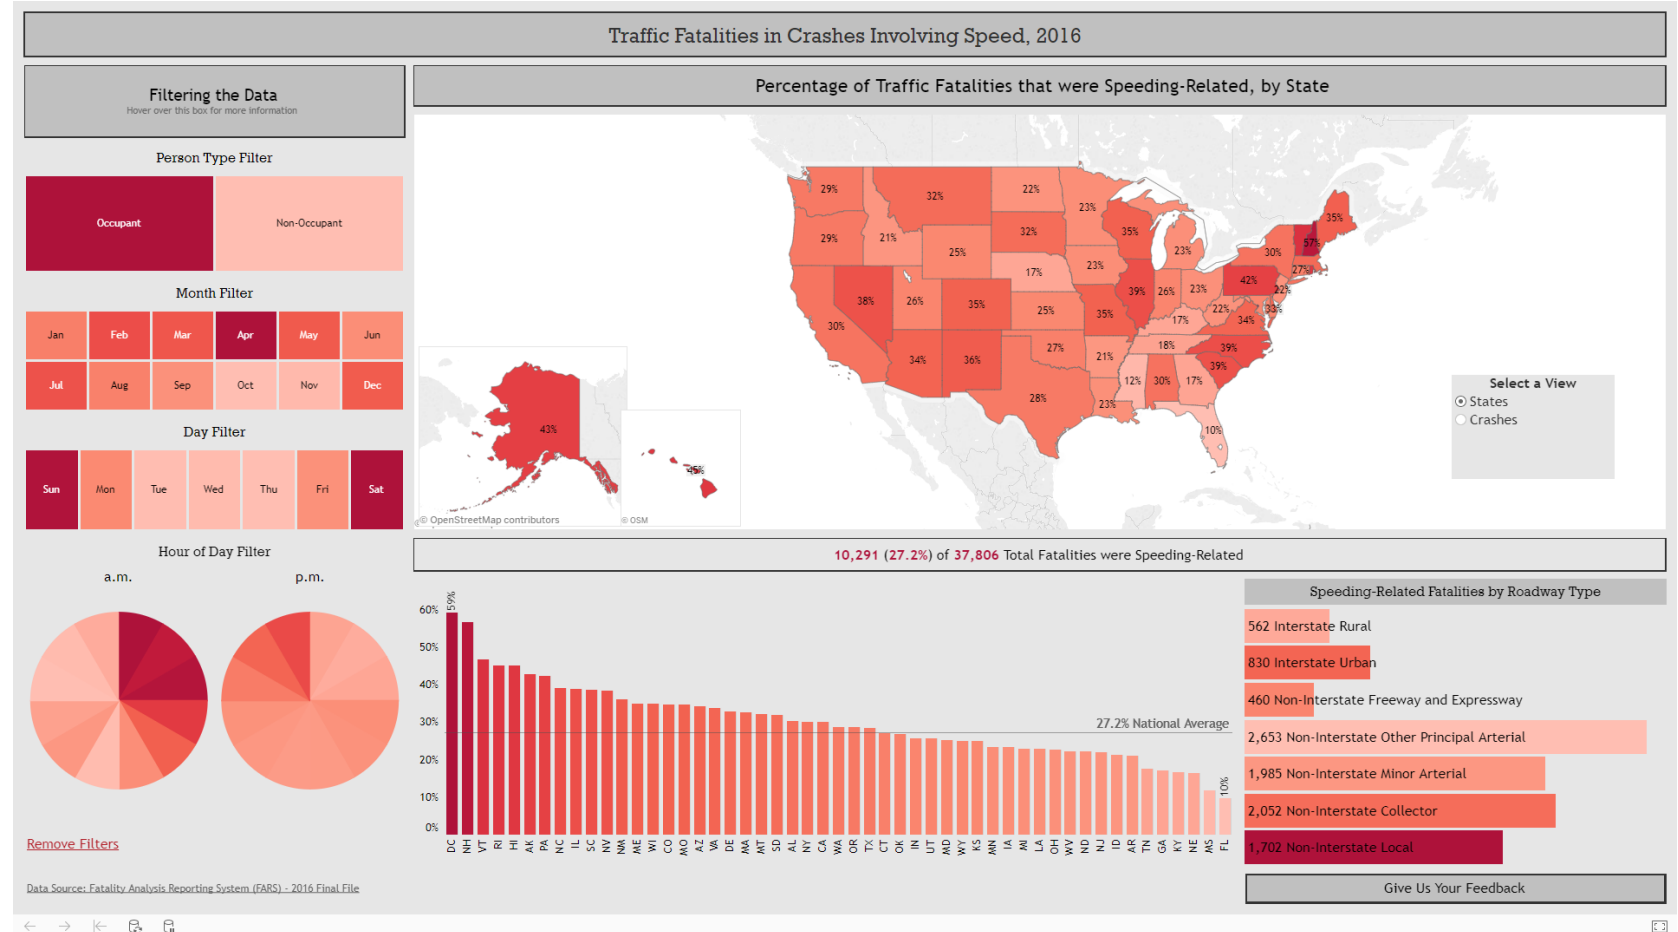 Traffic Fatalities in Crashes Involving Speed, 2016
Filtering the Data
Hover over this box for more information
Percentage of Traffic Fatalities that were Speeding-Related, by State
Person Type Filter
Occupant
Non-Occupant
Month Filter
Jan
Feb
Mar
Apr
May
Jun
Jul
Aug
Sep
Oct
Nov
Dec
Day Filter
Sun
Mon
Tue
Wed
Thu
Fri
Sat
Hour of Day Filter
a.m.
p.m.
Remove Filters
Data Source: Fatality Analysis Reporting System (FARS) - 2016 Final File
29%
32%
22%
23%
35%
23%
35%
57%
30%
27%
29%
21%
25%
32%
17%
23%
42%
22%
33%
38%
26%
35%
25%
35%
39%
26%
23%
22%
34%
17%
30%
34%
36%
27%
21%
18%
39%
39%
28%
23%
12%
30%
17%
10%
43%
45%
© OpenStreetMap contributors
© OSM
Select a View
States
Crashes
10,291 (27.2%) of 37,806 Total Fatalities were Speeding-Related
60%
50%
40%
30%
20%
10%
0%
59%
27.2% National Average
10%
DC
NH
VT
RI
HI
AK
PA
NC
IL
SC
NV
NM
ME
WI
CO
MO
AZ
VA
DE
MA
MT
SD
AL
NY
CA
WA
OR
TX
CT
OK
IN
UT
MD
WY
KS
MN
IA
MI
LA
OH
WV
ND
NJ
ID
AR
TN
GA
KY
NE
MS
FL
Speeding-Related Fatalities by Roadway Type
562 Interstate Rural
830 Interstate Urban
460 Non-Interstate Freeway and Expressway
2,653 Non-Interstate Other Principal Arterial
1,985 Non-Interstate Minor Arterial
2,052 Non-Interstate Collector
1,702 Non-Interstate Local
Give Us Your Feedback